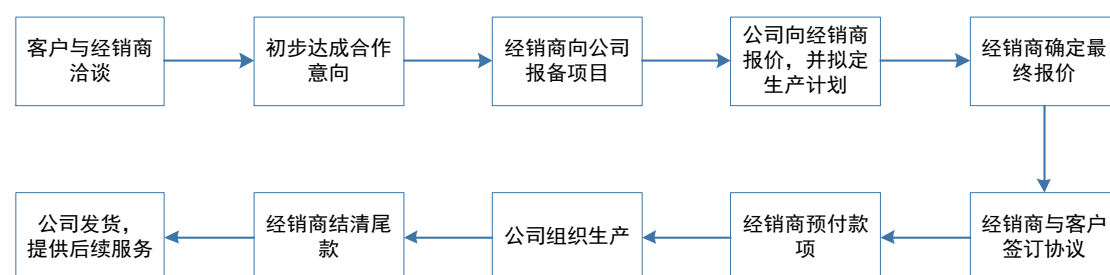 客户与经销商
洽谈
初步达成合作
意向
经销商向公司
报备项目
公司向经销商
报价，并拟定
生产计划
经销商确定最
终报价
经销商与客户
签订协议
经销商预付款
项
公司组织生产
经销商结清尾
款
公司发货，
提供后续服务